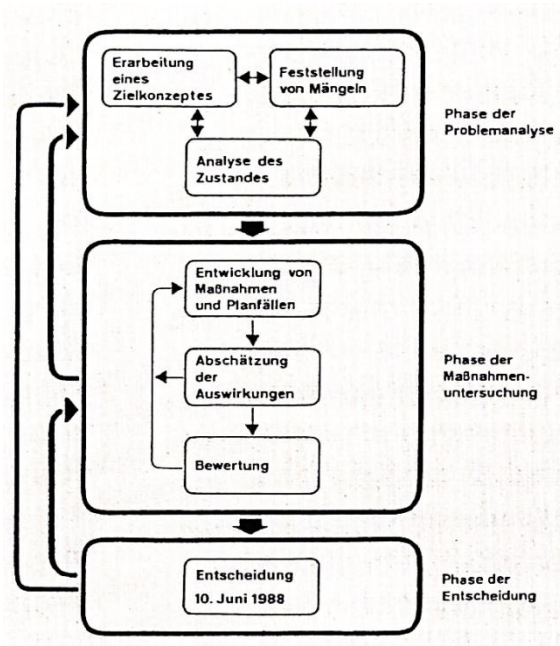 Erarbeitung
eines
Zielkonzeptes
Feststellung
von Mängeln
Analyse des
Zustandes
Phase der
Problemanalyse
Entwicklung von
Maßnahmen
und Planfällen
Abschätzung
der
Auswirkungen
Bewertung
Phase der
Maßnahmen-
untersuchung
Entscheidung
10. Juni 1988
Phase der
Entscheidung